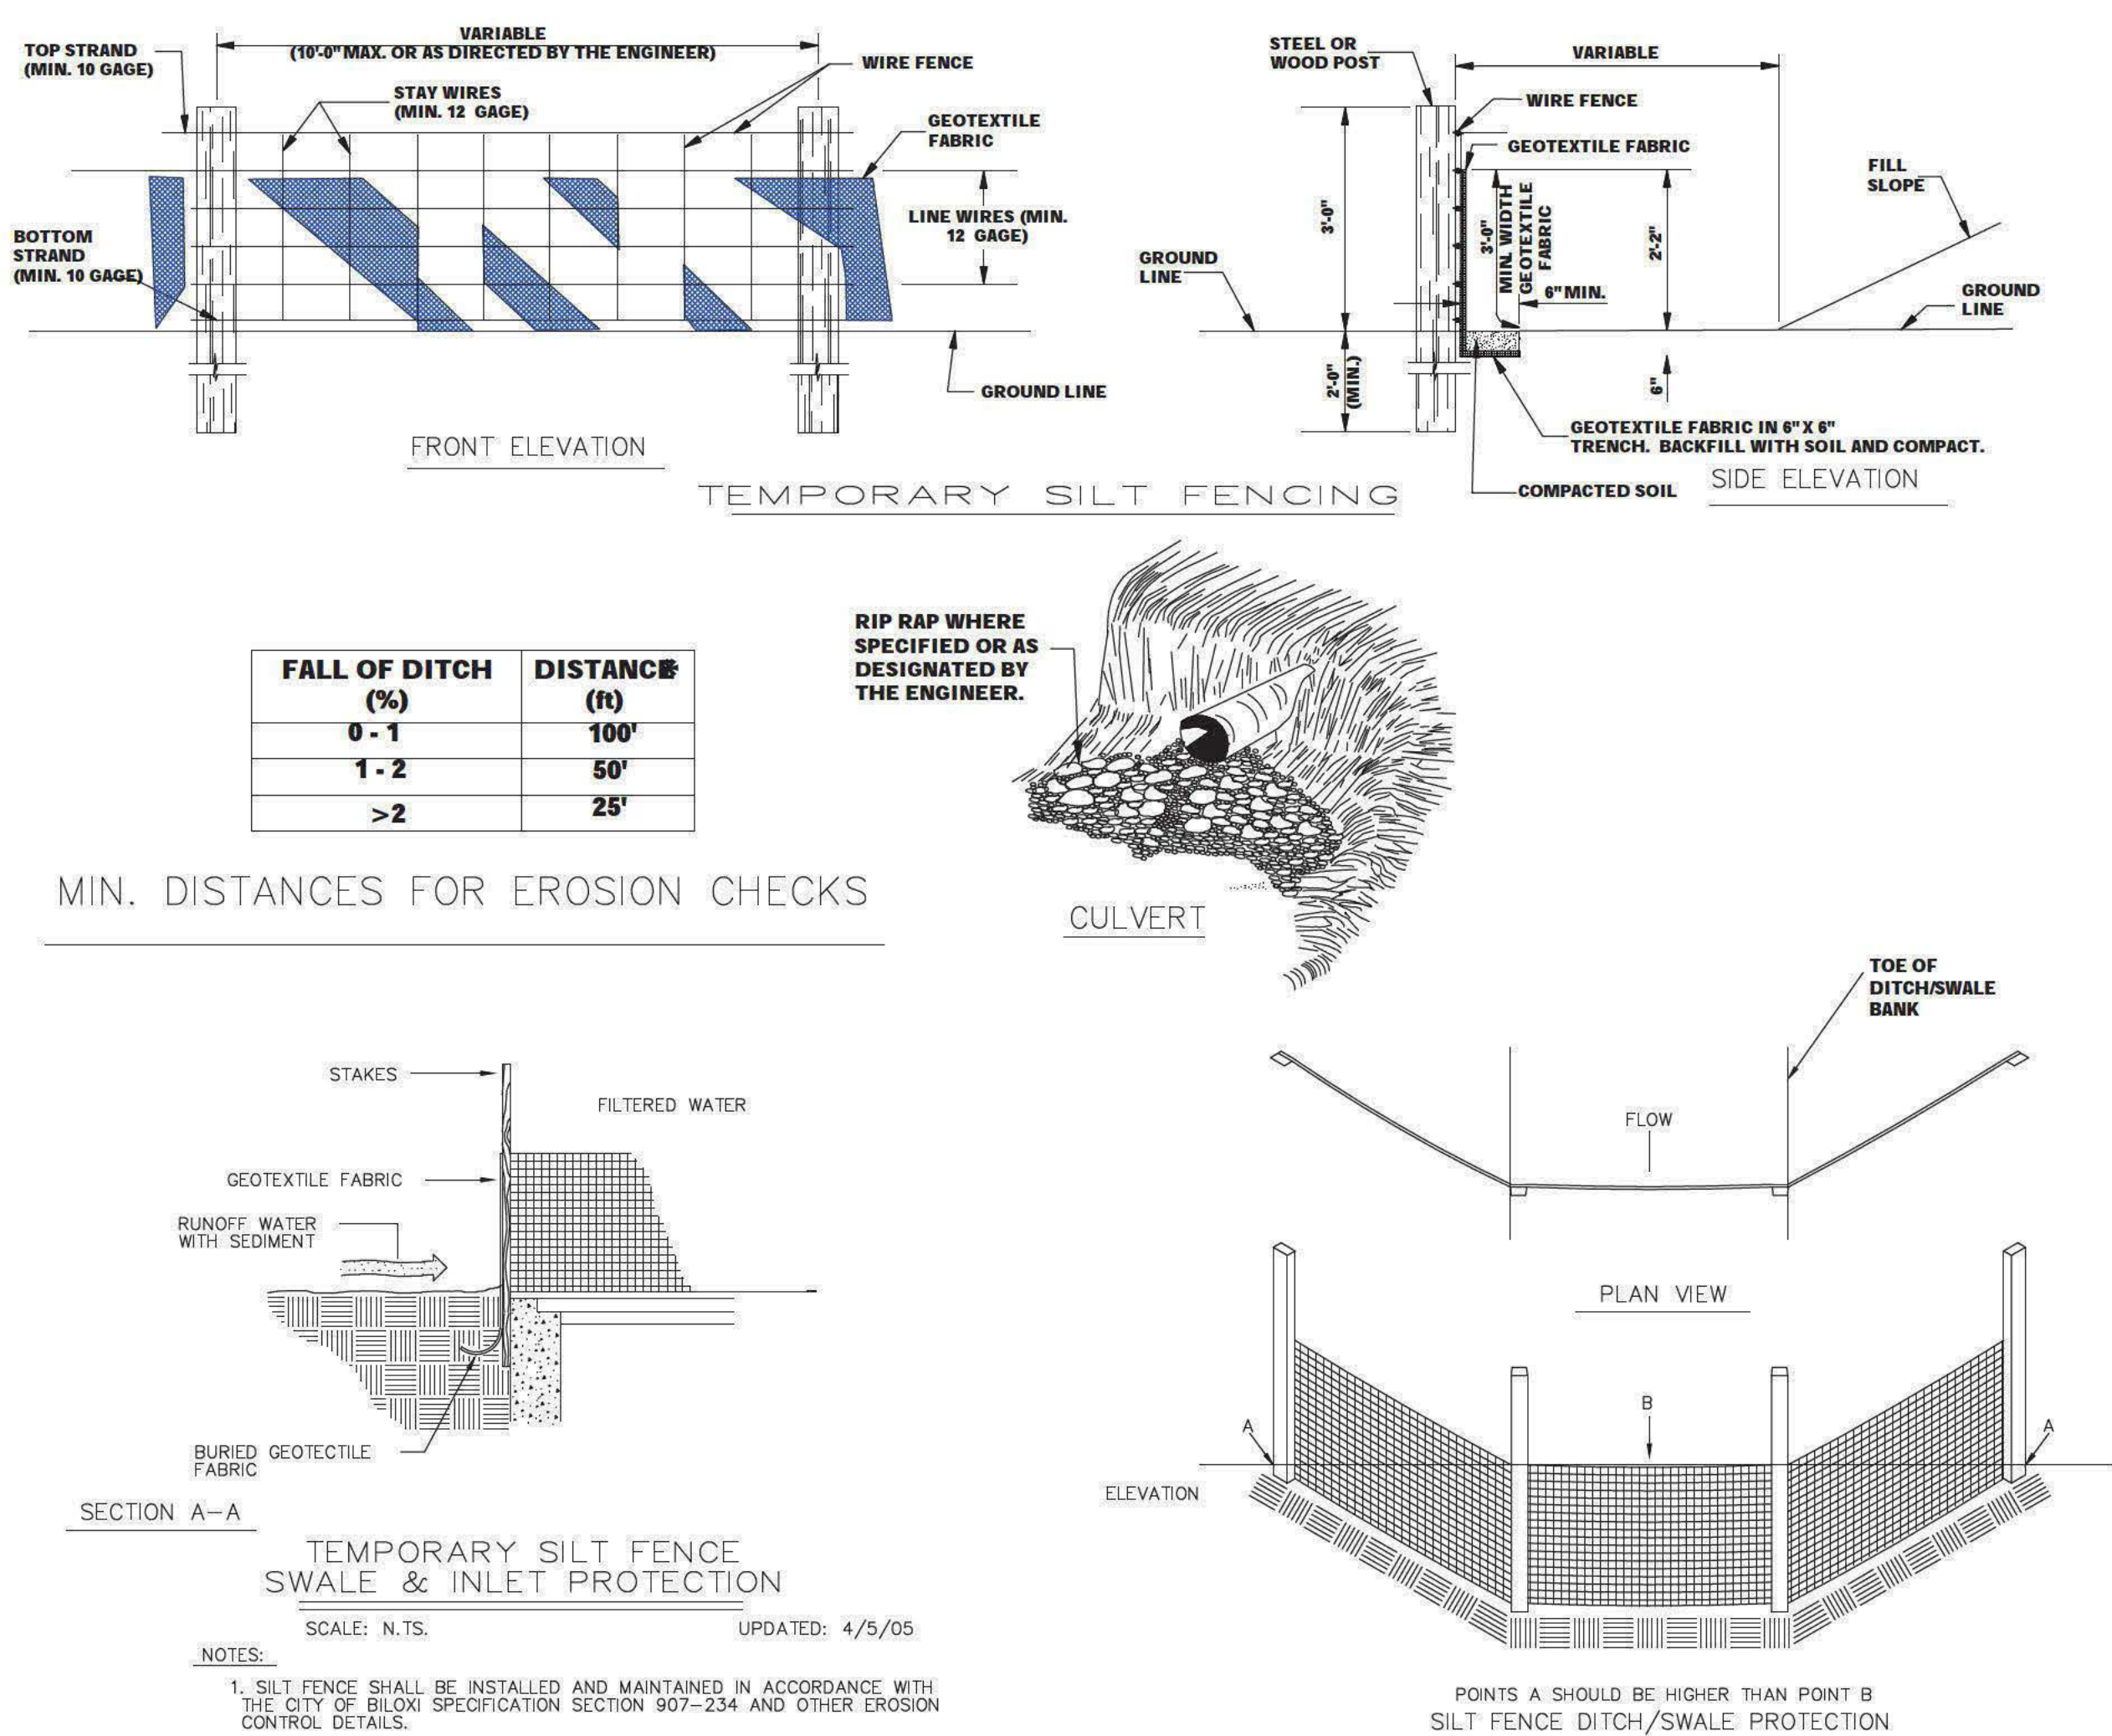 TOP STRAND
(MIN. 10 GAGE)
VARIABLE
(10'-0" MAX. OR AS DIRECTED BY THE ENGINEER)
WIRE FENCE
STAY WIRES
(MIN. 12 GAGE)
GEOTEXTILE
FABRIC
LINE WIRES (MIN.
12 GAGE)
BOTTOM
STRAND
(MIN. 10 GAGE)
GROUND LINE
FRONT ELEVATION
STEEL OR
WOOD POST
VARIABLE
WIRE FENCE
GEOTEXTILE FABRIC
FILL
SLOPE
3'-0"
3'-0"
MIN. WIDTH
GEOTEXTILE
FABRIC
2'-2"
GROUND
LINE
6" MIN.
GROUND
LINE
2'-0"
(MIN.)
6"
GEOTEXTILE FABRIC IN 6" X 6"
TRENCH. BACKFILL WITH SOIL AND COMPACT.
COMPACTED SOIL
SIDE ELEVATION
TEMPORARY SILT FENCING
FALL OF DITCH
(%)
DISTANCE*
(ft)
0 - 1
100'
1 - 2
50'
>2
25'
MIN. DISTANCES FOR EROSION CHECKS
RIP RAP WHERE
SPECIFIED OR AS
DESIGNATED BY
THE ENGINEER.
CULVERT
TOE OF
DITCH/SWALE
BANK
FLOW
PLAN VIEW
STAKES
FILTERED WATER
GEOTEXTILE FABRIC
RUNOFF WATER
WITH SEDIMENT
BURIED GEOTECTILE
FABRIC
SECTION A-A
A
B
A
ELEVATION
TEMPORARY SILT FENCE
SWALE & INLET PROTECTION
SCALE: N.TS.
UPDATED: 4/5/05
NOTES:
1. SILT FENCE SHALL BE INSTALLED AND MAINTAINED IN ACCORDANCE WITH
THE CITY OF BILOXI SPECIFICATION SECTION 907-234 AND OTHER EROSION
CONTROL DETAILS.
POINTS A SHOULD BE HIGHER THAN POINT B
SILT FENCE DITCH/SWALE PROTECTION